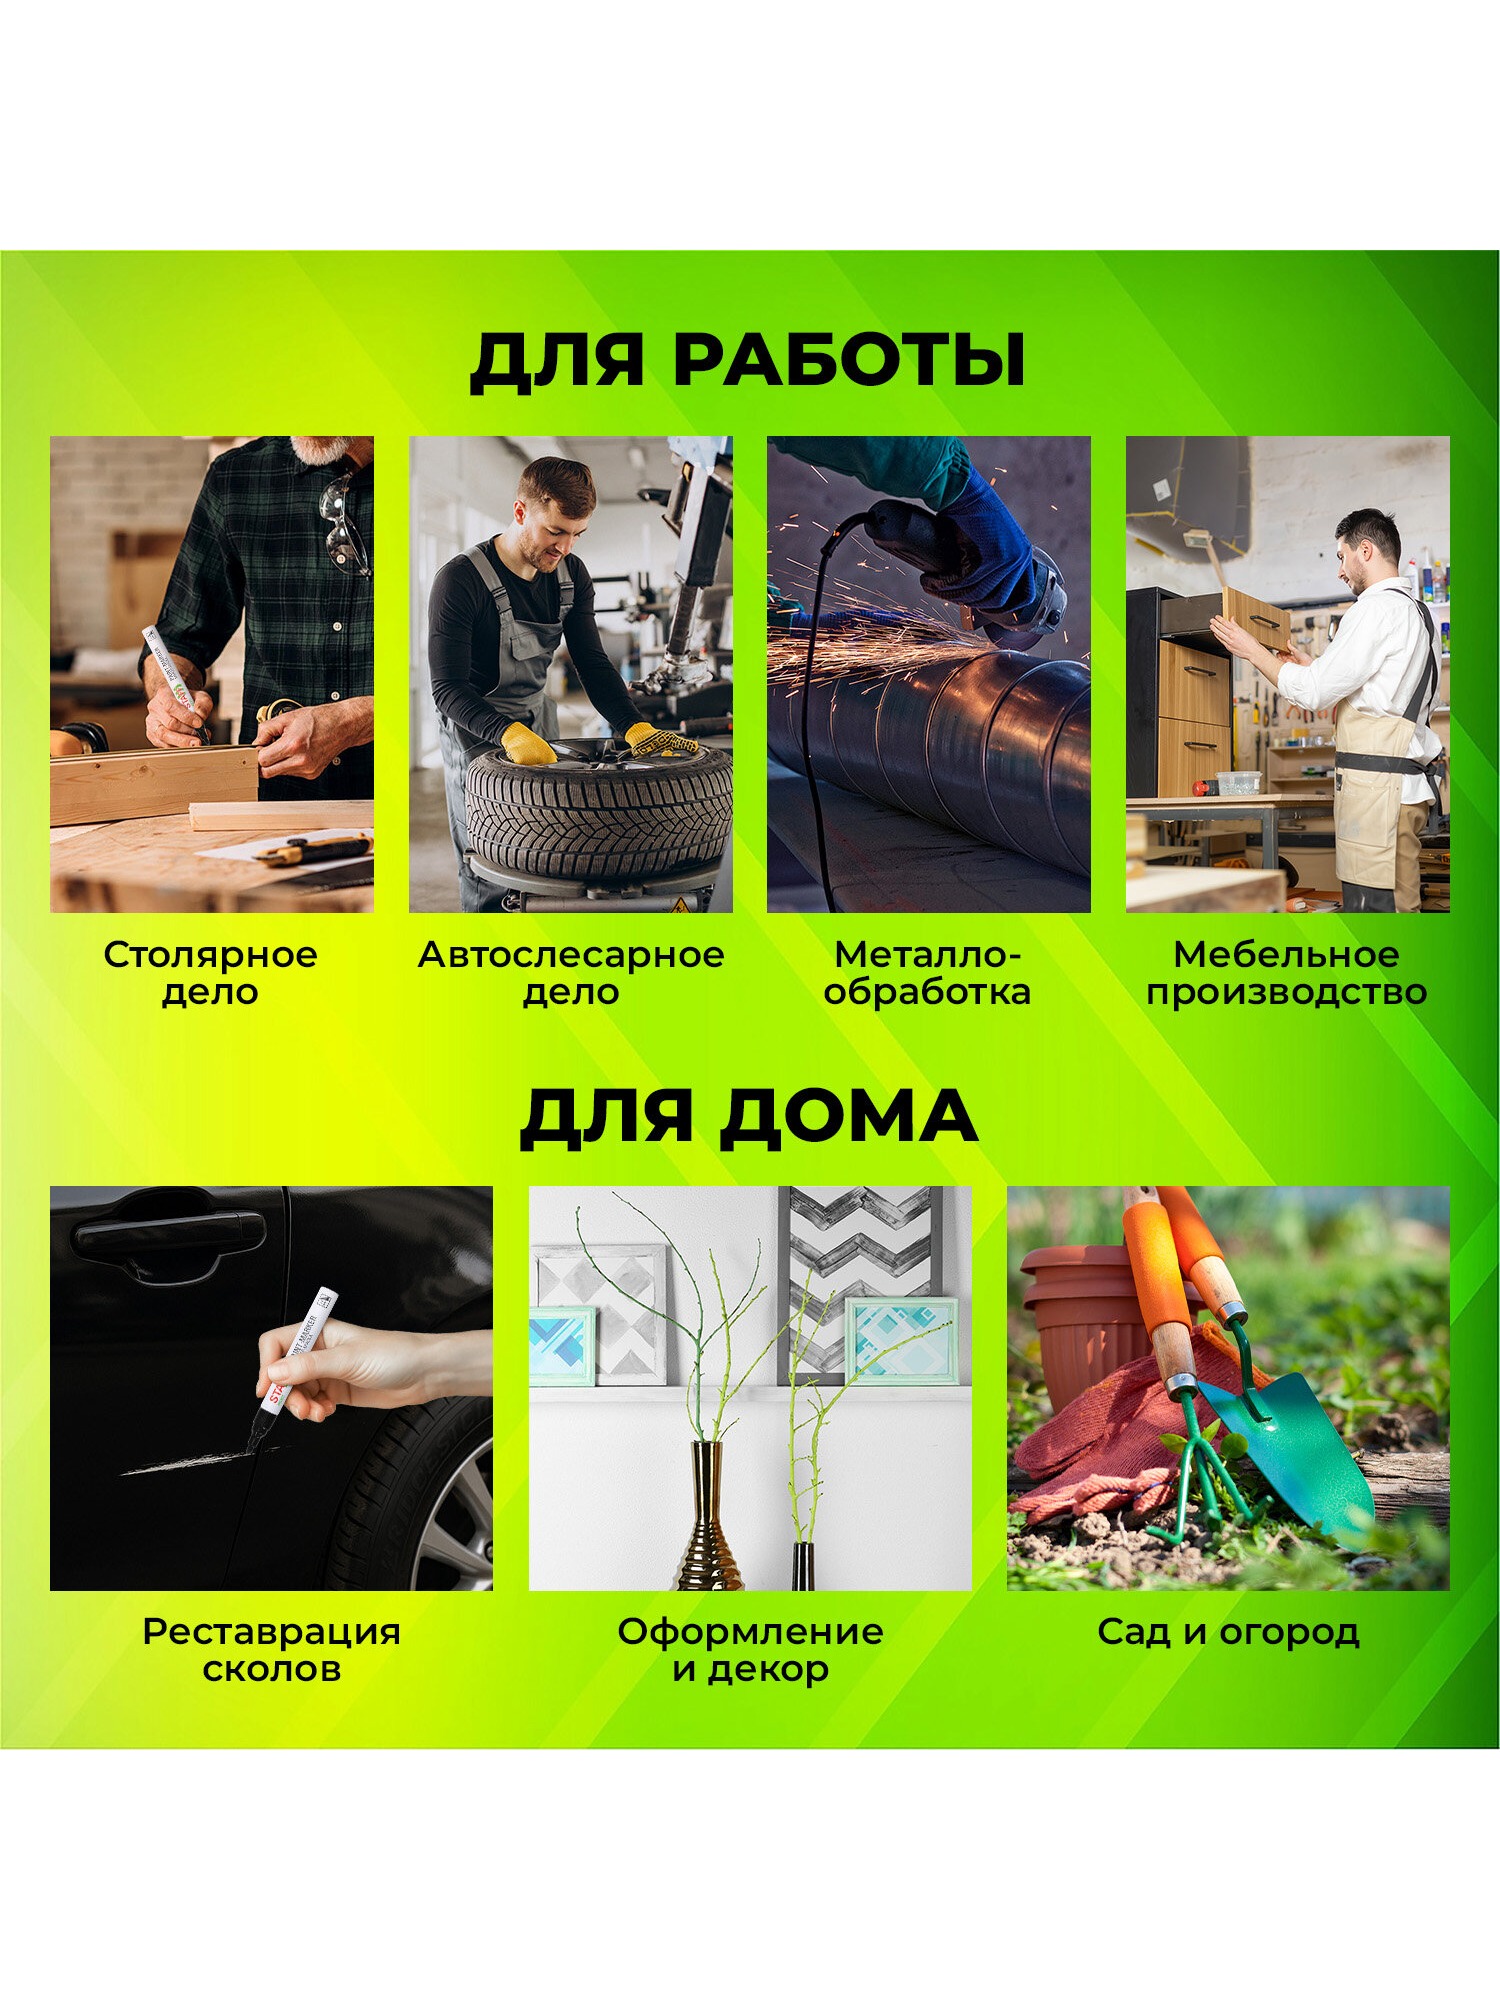 ДЛЯ РАБОТЫ
Столярное
дело
Автослесарное
дело
Металло-
обработка
Мебельное
производство
ДЛЯ ДОМА
Реставрация
сколов
Оформление
и декор
Сад и огород